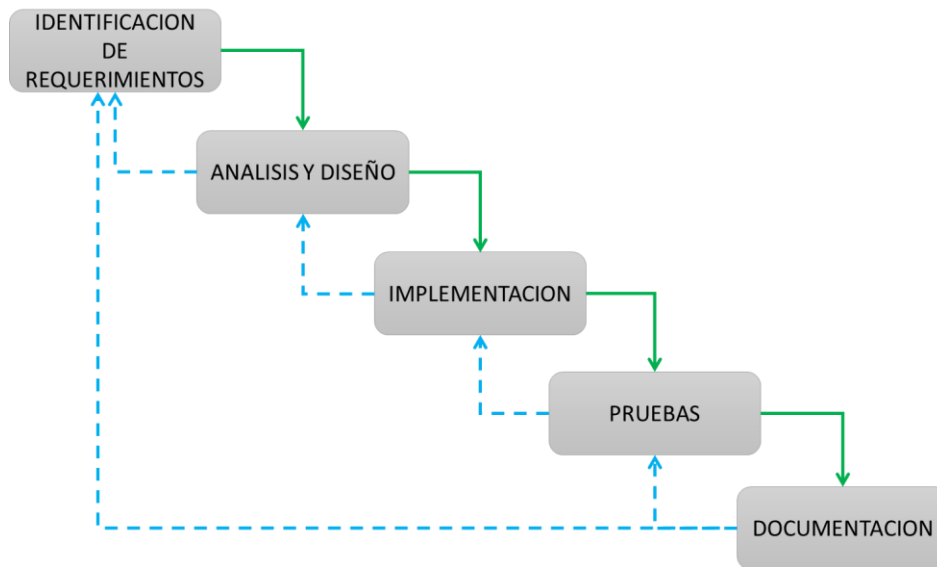 IDENTIFICACION
DE
REQUERIMIENTOS
ANALISIS Y DISEÑO
IMPLEMENTACION
PRUEBAS
DOCUMENTACION